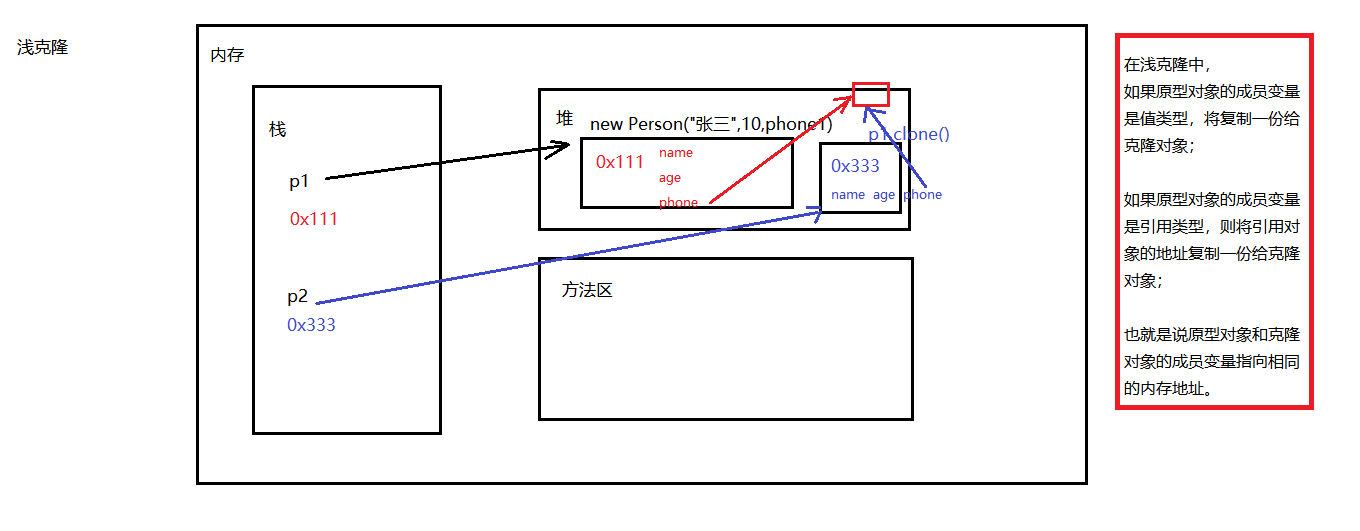 浅克隆
内存
栈
p1
0x111
p2
0x333
堆
new Person("张三",10,phone1)
0x111
name
age
phone
p1.clone()
0x333
name age phone
方法区
在浅克隆中，
如果原型对象的成员变量
是值类型，将复制一份给
克隆对象；
如果原型对象的成员变量
是引用类型，则将引用对
象的地址复制一份给克隆
对象；
也就是说原型对象和克隆
对象的成员变量指向相同
的内存地址。